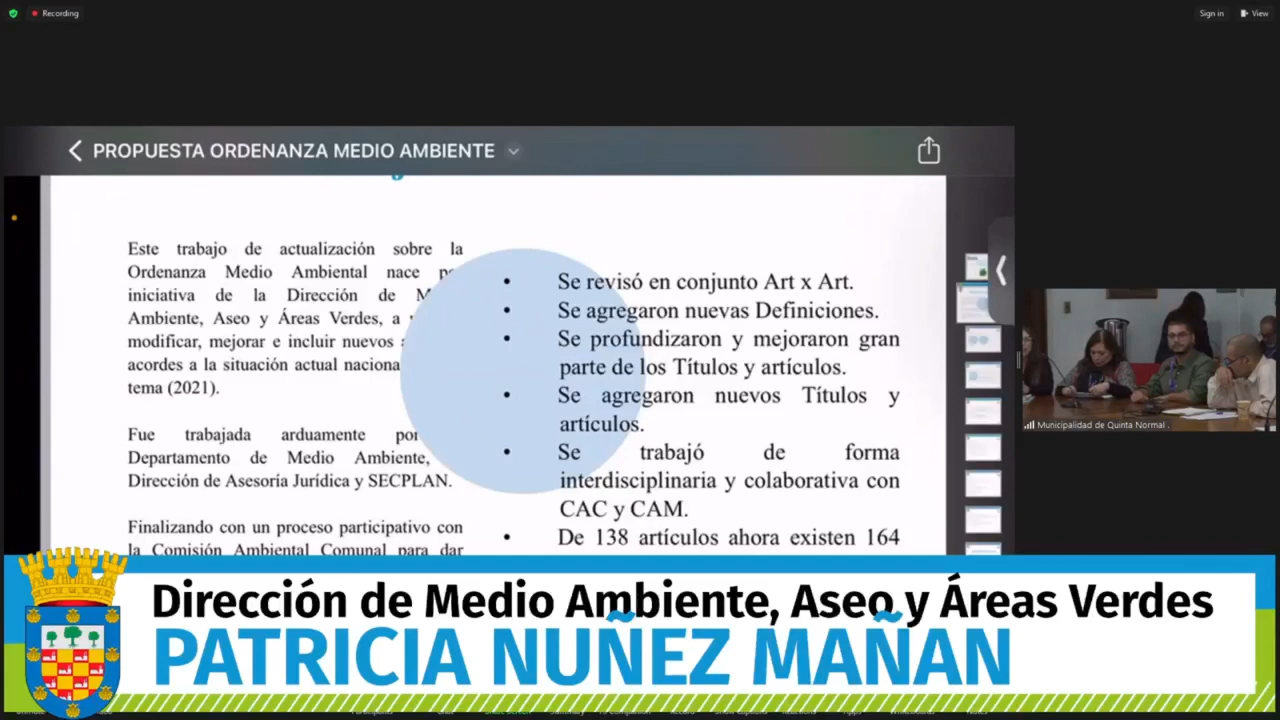 Recording
Sign in
View
PROPUESTA ORDENANZA MEDIO AMBIENTE
Este trabajo de actualización sobre la
Ordenanza Medio Ambiental nace
iniciativa de la Dirección de
Ambiente, Aseo y Áreas Verdes, a
modificar, mejorar e incluir nuevos
acordes a la situación actual
tema (2021).
Fue trabajada arduamente
Departamento de Medio Ambiente,
Dirección de Asesoría Jurídica y SECPLAN.
Finalizando con un proceso participativo con
la Comisión Ambiental Comunal para dar
• Se revisó en conjunto Art x Art.
• Se agregaron nuevas Definiciones.
• Se profundizaron y mejoraron gran
parte de los Títulos y artículos.
• Se agregaron nuevos Títulos y
artículos.
• Se trabajó de forma
interdisciplinaria y colaborativa con
CAC y CAM.
• De 138 artículos ahora existen 164
Municipalidad de Quinta Normal .
Dirección de Medio Ambiente, Aseo y Áreas Verdes
PATRICIA NUÑEZ MAÑAN